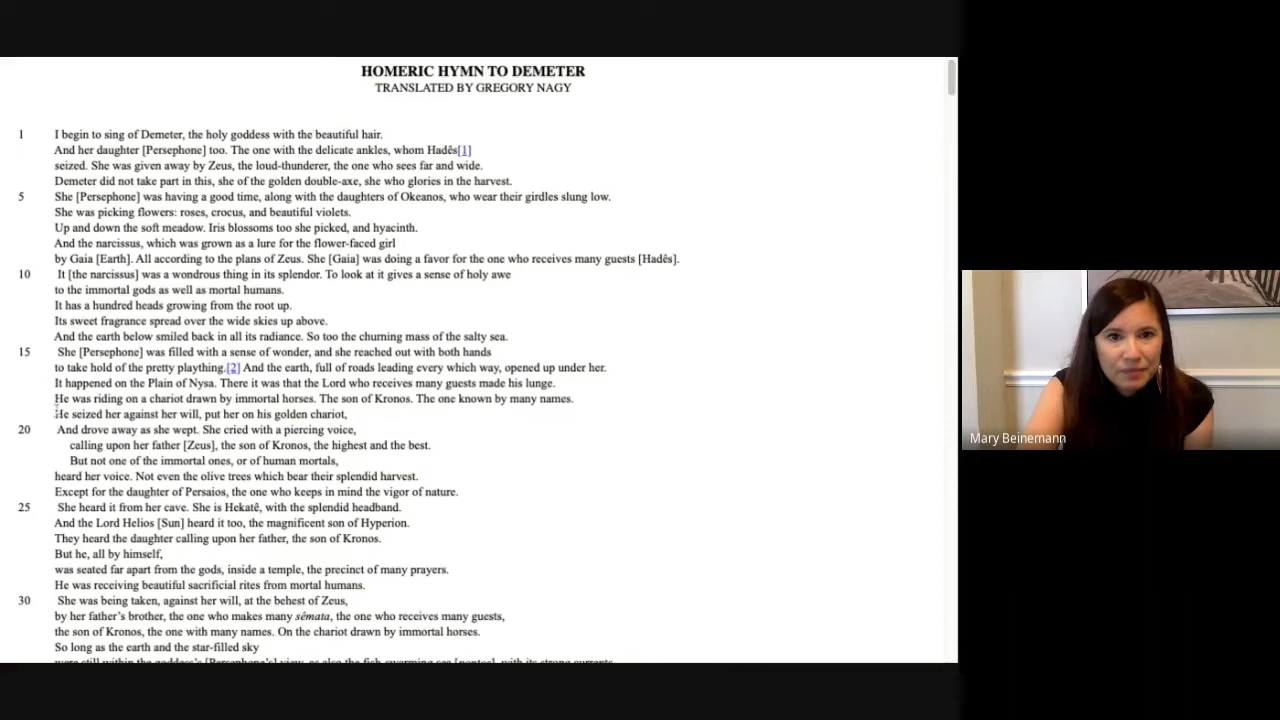 HOMERIC HYMN TO DEMETER
TRANSLATED BY GREGORY NAGY
1 I begin to sing of Demeter, the holy goddess with the beautiful hair.
And her daughter [Persephone] too. The one with the delicate ankles, whom Hadês[1]
seized. She was given away by Zeus, the loud-thunderer, the one who sees far and wide.
Demeter did not take part in this, she of the golden double-axe, she who glories in the harvest.
5 She [Persephone] was having a good time, along with the daughters of Okeanos, who wear their girdles slung low.
She was picking flowers: roses, crocus, and beautiful violets.
Up and down the soft meadow. Iris blossoms too she picked, and hyacinth.
And the narcissus, which was grown as a lure for the flower-faced girl
by Gaia [Earth]. All according to the plans of Zeus. She [Gaia] was doing a favor for the one who receives many guests [Hadês].
10 It [the narcissus] was a wondrous thing in its splendor. To look at it gives a sense of holy awe
to the immortal gods as well as mortal humans.
It has a hundred heads growing from the root up.
Its sweet fragrance spread over the wide skies up above.
And the earth below smiled back in all its radiance. So too the churning mass of the salty sea.
15 She [Persephone] was filled with a sense of wonder, and she reached out with both hands
to take hold of the pretty plaything.[2] And the earth, full of roads leading every which way, opened up under her.
It happened on the Plain of Nysa. There it was that the Lord who receives many guests made his lunge.
He was riding on a chariot drawn by immortal horses. The son of Kronos. The one known by many names.
He seized her against her will, put her on his golden chariot,
20 And drove away as she wept. She cried with a piercing voice,
calling upon her father [Zeus], the son of Kronos, the highest and the best.
But not one of the immortal ones, or of human mortals,
heard her voice. Not even the olive trees which bear their splendid harvest.
Except for the daughter of Persaios, the one who keeps in mind the vigor of nature.
25 She heard it from her cave. She is Hekatê, with the splendid headband.
And the Lord Helios [Sun] heard it too, the magnificent son of Hyperion.
They heard the daughter calling upon her father, the son of Kronos.
But he, all by himself,
was seated far apart from the gods, inside a temple, the precinct of many prayers.
He was receiving beautiful sacrificial rites from mortal humans.
30 She was being taken, against her will, at the behest of Zeus,
by her father's brother, the one who makes many sêmata, the one who receives many guests,
the son of Kronos, the one with many names. On the chariot drawn by immortal horses.
So long as the earth and the star-filled sky
were still within the goddess's [Persephone's] view, as also the fish-swarming sea [pontos], with its strong currents
Mary Beinemann